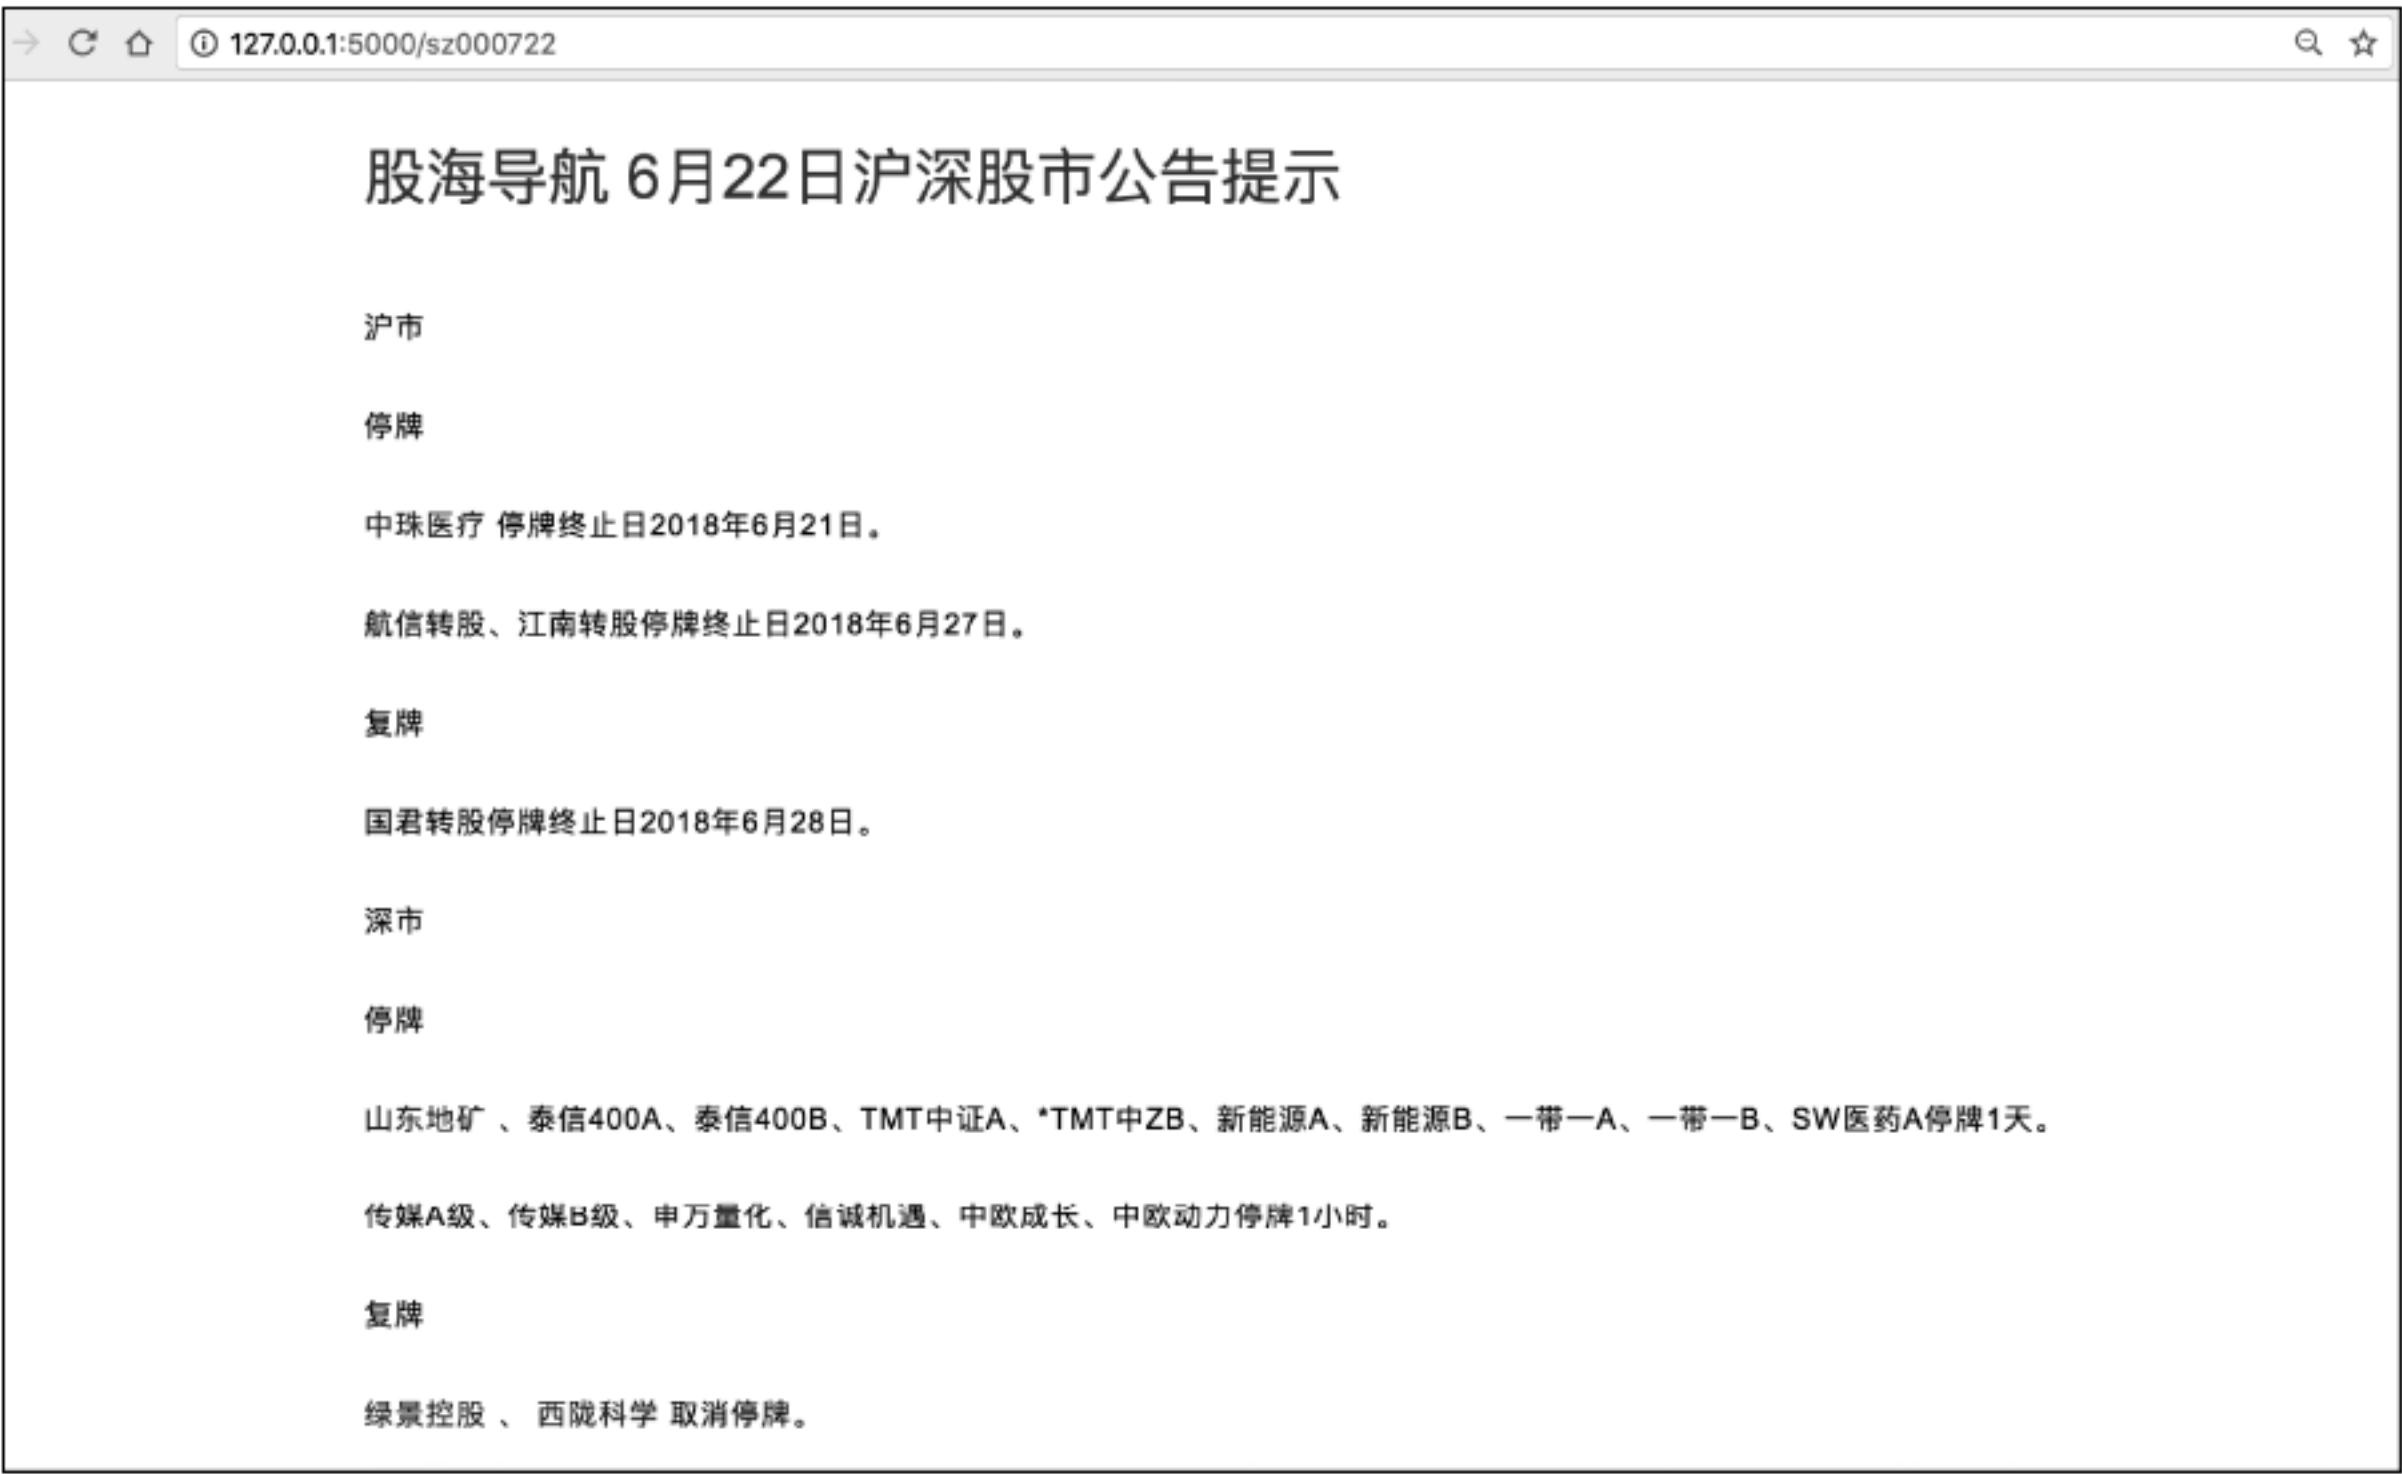 127.0.0.1:5000/sz000722
股海导航 6月22日沪深股市公告提示
沪市
停牌
中珠医疗 停牌终止日2018年6月21日。
航信转股、江南转股停牌终止日2018年6月27日。
复牌
国君转股停牌终止日2018年6月28日。
深市
停牌
山东地矿 、泰信400A、泰信400B、TMT中证A、*TMT中ZB、新能源A、新能源B、一带一A、一带一B、SW医药A停牌1天。
传媒A级、传媒B级、申万量化、信诚机遇、中欧成长、中欧动力停牌1小时。
复牌
绿景控股 、 西陇科学 取消停牌。